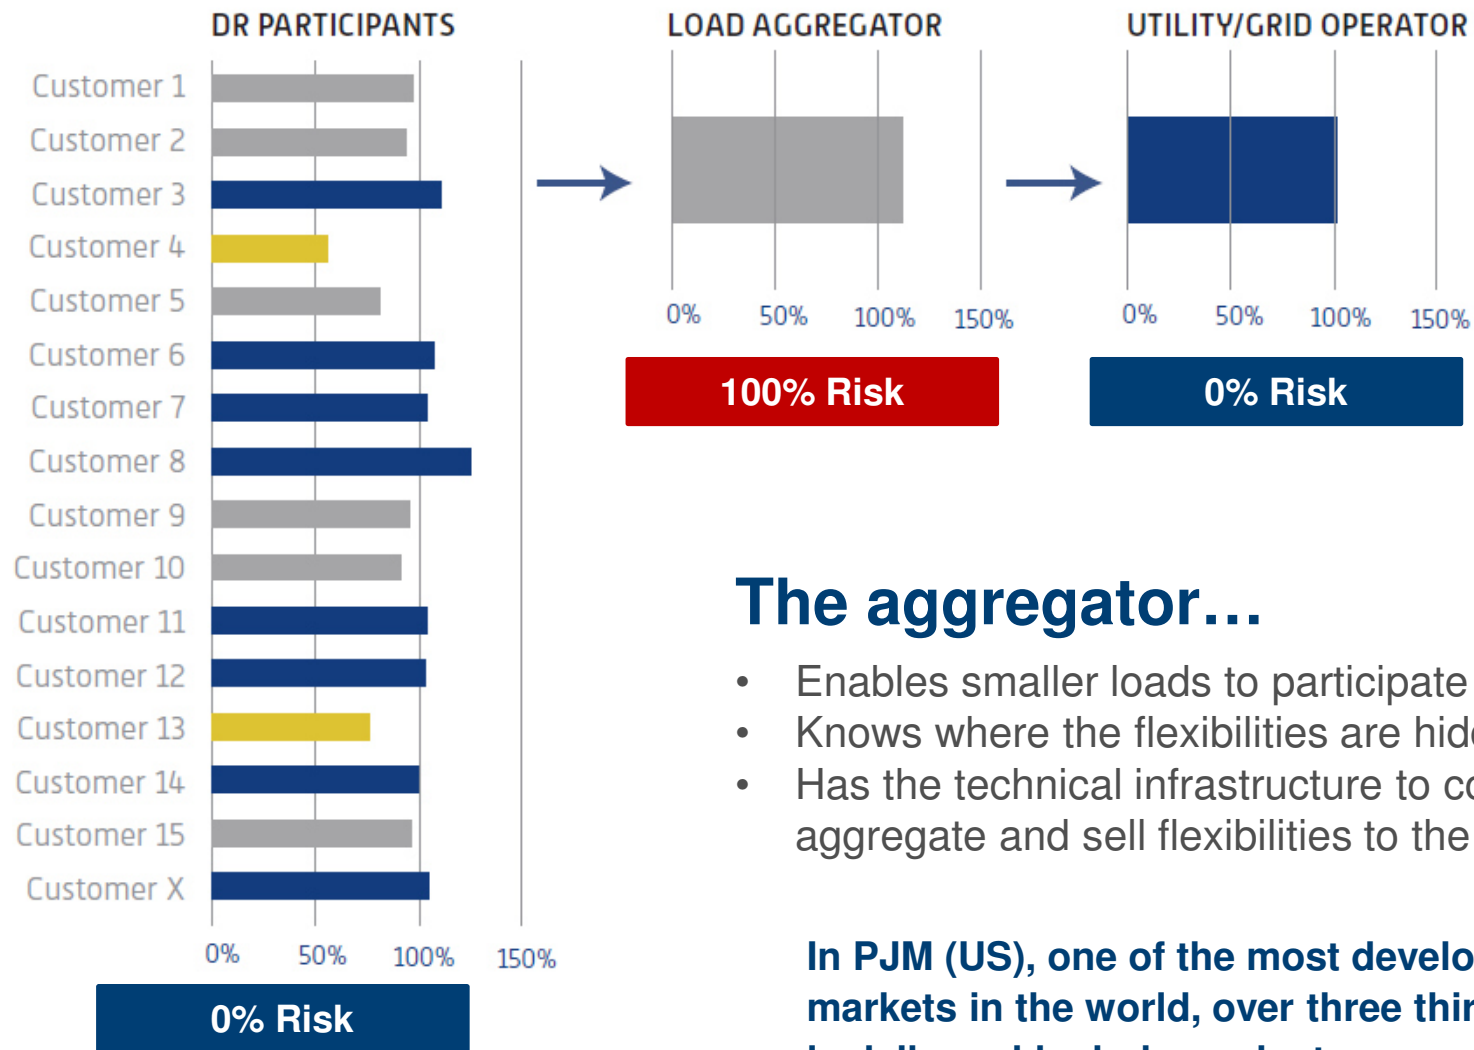 DR PARTICIPANTS
Customer 1
Customer 2
Customer 3
Customer 4
Customer 5
Customer 6
Customer 7
Customer 8
Customer 9
Customer 10
Customer 11
Customer 12
Customer 13
Customer 14
Customer 15
Customer X
0% 50% 100% 150%
0% Risk
LOAD AGGREGATOR
0% 50% 100% 150%
100% Risk
UTILITY/GRID OPERATOR
0% 50% 100% 150%
0% Risk
The aggregator…
• Enables smaller loads to participate
• Knows where the flexibilities are
• Has the technical infrastructure to
aggregate and sell flexibilities to the
In PJM (US), one of the most
markets in the world, over three